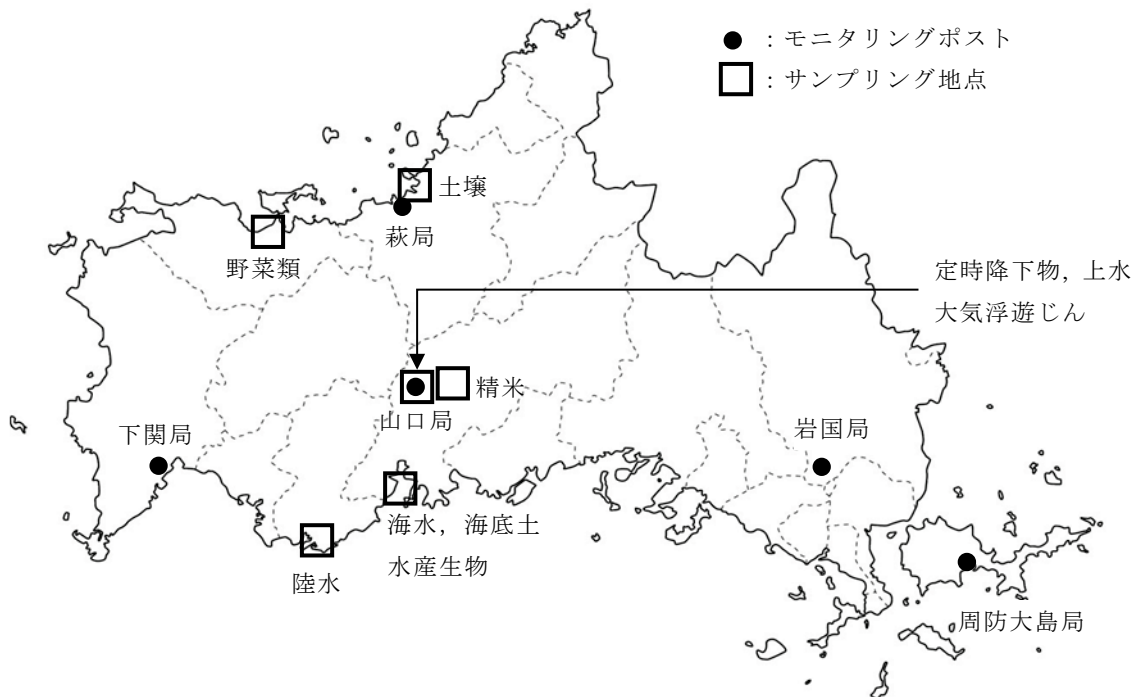 ：モニタリングポスト
：サンプリング地点
土壌
萩局
野菜類
定時降下物，上水
大気浮遊じん
精米
山口局
下関局
岩国局
海水，海底土
水産生物
陸水
周防大島局